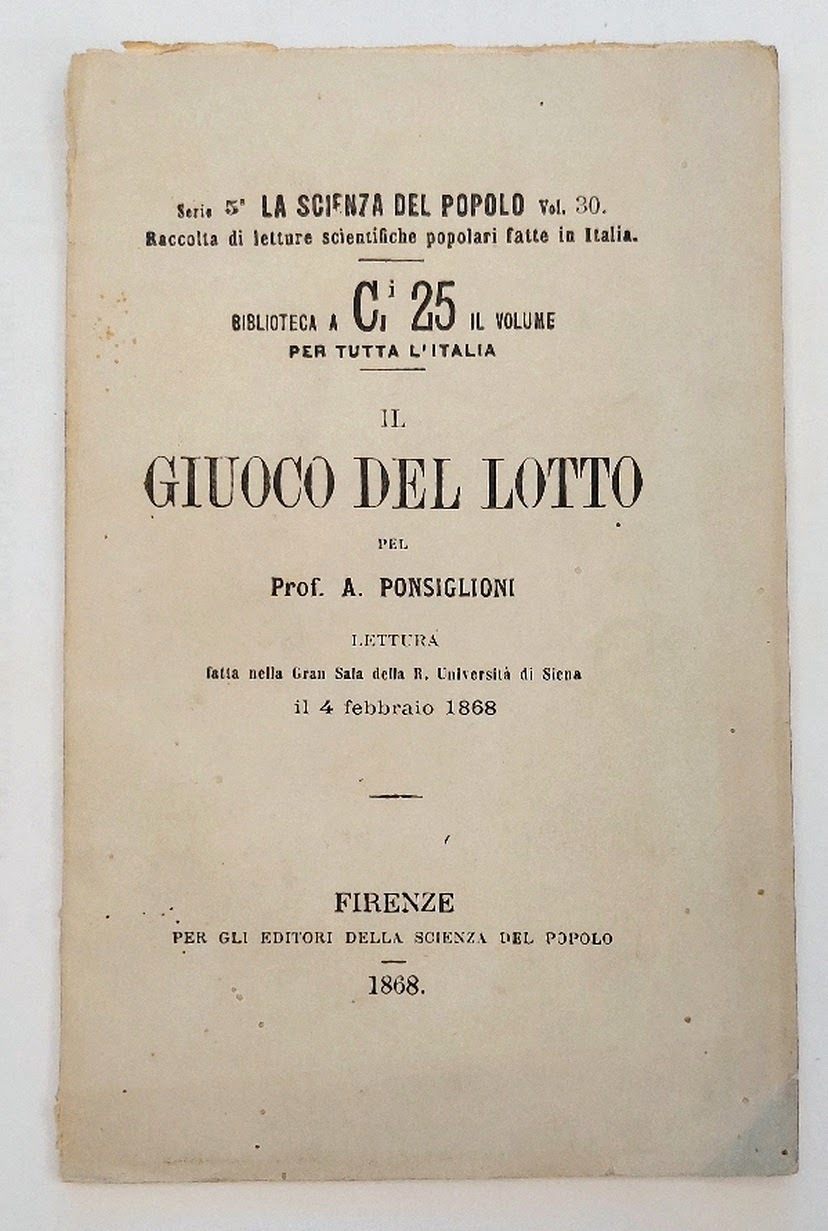 Serie 5ª LA SCIENZA DEL POPOLO Vol. 30.
Raccolta di letture scientifiche popolari fatte in Italia.
BIBLIOTECA A Ci 25 IL VOLUME
PER TUTTA L'ITALIA
IL
GIUOCO DEL LOTTO
PEL
Prof. A. PONSIGLIONI
LETTURA
fatta nella Gran Sala della R. Università di Siena
il 4 febbraio 1868
FIRENZE
PER GLI EDITORI DELLA SCIENZA DEL POPOLO
1868.